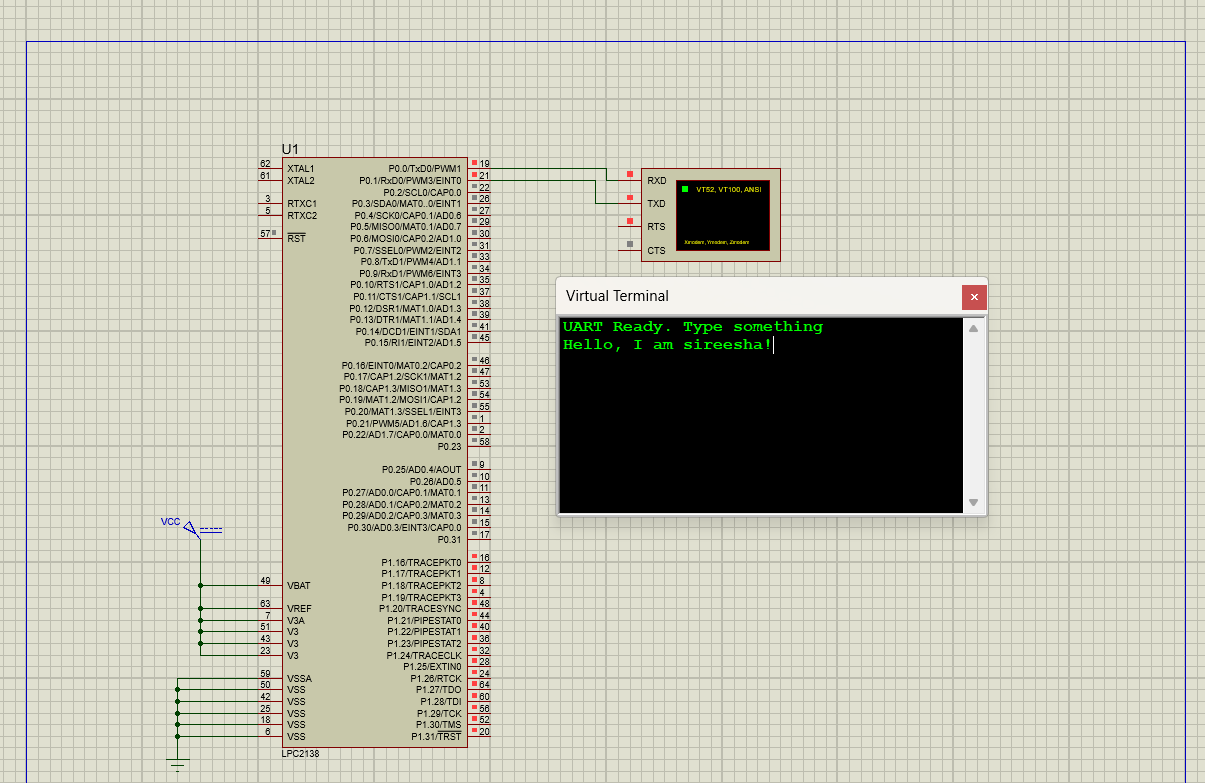 U1
62
XTAL1
61
XTAL2
3
RTXC1
5
RTXC2
57
RST
49
VBAT
63
VREF
7
V3A
51
V3
43
V3
23
V3
59
VSSA
50
VSS
42
VSS
25
VSS
18
VSS
6
VSS
VCC
P0.0/TxD0/PWM1 19
P0.1/RxD0/PWM3/EINT0 21
P0.2/SCL0/CAP0.0 22
P0.3/SDA0/MAT0..0/EINT1 26
P0.4/SCK0/CAP0.1/AD0.6 27
P0.5/MISO0/MAT0.1/AD0.7 29
P0.6/MOSI0/CAP0.2/AD1.0 30
P0.7/SSEL0/PWM2/EINT2 31
P0.8/TxD1/PWM4/AD1.1 33
P0.9/RxD1/PWM6/EINT3 34
P0.10/RTS1/CAP1.0/AD1.2 35
P0.11/CTS1/CAP1.1/SCL1 37
P0.12/DSR1/MAT1.0/AD1.3 38
P0.13/DTR1/MAT1.1/AD1.4 39
P0.14/DCD1/EINT1/SDA1 41
P0.15/RI1/EINT2/AD1.5 45
P0.16/EINT0/MAT0.2/CAP0.2 46
P0.17/CAP1.2/SCK1/MAT1.2 47
P0.18/CAP1.3/MISO1/MAT1.3 53
P0.19/MAT1.2/MOSI1/CAP1.2 54
P0.20/MAT1.3/SSEL1/EINT3 55
P0.21/PWM5/AD1.6/CAP1.3 1
P0.22/AD1.7/CAP0.0/MAT0.0 2
P0.23 58
P0.25/AD0.4/AOUT 9
P0.26/AD0.5 10
P0.27/AD0.0/CAP0.1/MAT0.1 11
P0.28/AD0.1/CAP0.2/MAT0.2 13
P0.29/AD0.2/CAP0.3/MAT0.3 14
P0.30/AD0.3/EINT3/CAP0.0 15
P0.31 17
P1.16/TRACEPKT0 16
P1.17/TRACEPKT1 12
P1.18/TRACEPKT2 8
P1.19/TRACEPKT3 4
P1.20/TRACESYNC 48
P1.21/PIPESTAT0 44
P1.22/PIPESTAT1 40
P1.23/PIPESTAT2 36
P1.24/TRACECLK 32
P1.25/EXTIN0 28
P1.26/RTCK 24
P1.27/TDO 64
P1.28/TDI 60
P1.29/TCK 56
P1.30/TMS 52
P1.31/TRST 20
LPC2138
RXD
TXD
RTS
CTS
VT52, VT100, ANSI
Xmodem, Ymodem, Zmodem
Virtual Terminal
UART Ready. Type something
Hello, I am sireesha!